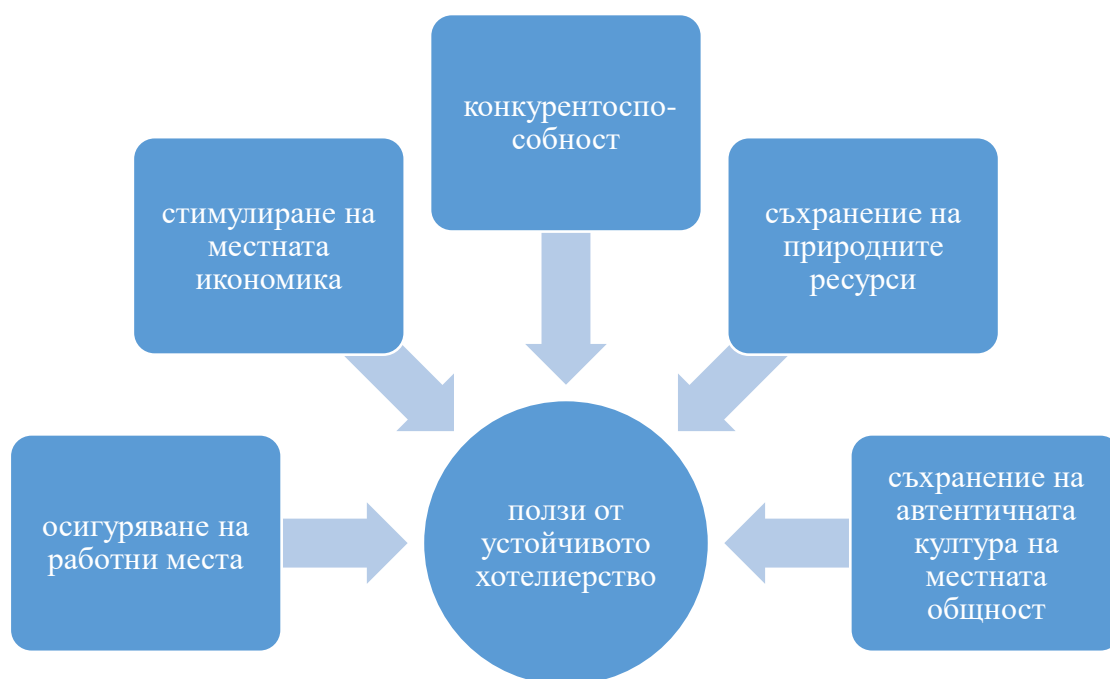 конкурентоспо-
собност
стимулиране на
местната
икономика
съхранение на
природните
ресурси
осигуряване на
работни места
ползи от
устойчивото
хотелиерство
съхранение на
автентичната
култура на
местната
общност